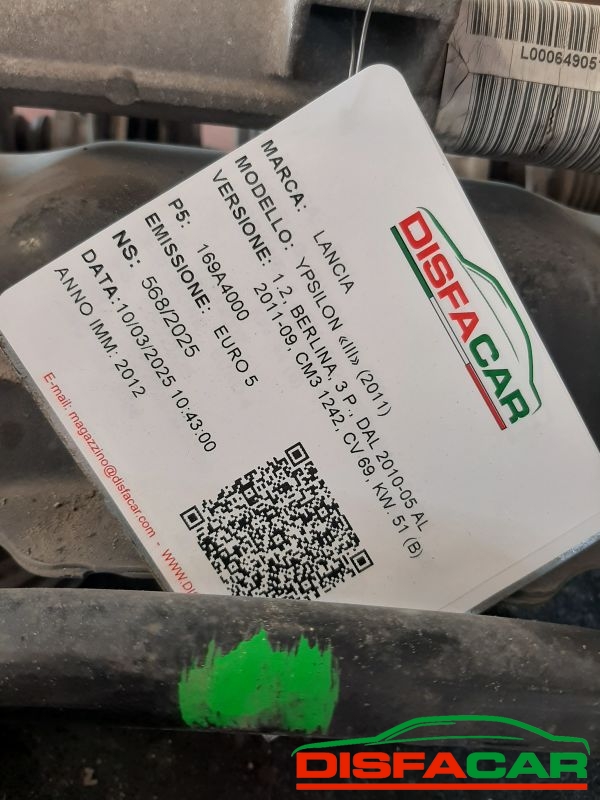 L00064905
DISFACAR
MARCA: LANCIA
MODELLO: YPSILON «III» (2011)
VERSIONE: 1.2, BERLINA, 3 P.: DAL 2010-05 AL
2011-09, CM3 1242, CV 69, KW. 51 (B)
P5: 169A4000
EMISSIONE: EURO 5
NS: 568/2025
DATA:10/03/2025 10:43:00
ANNO IMM: 2012
E-mail: magazzino@disfacar.com - www.
DISFACAR